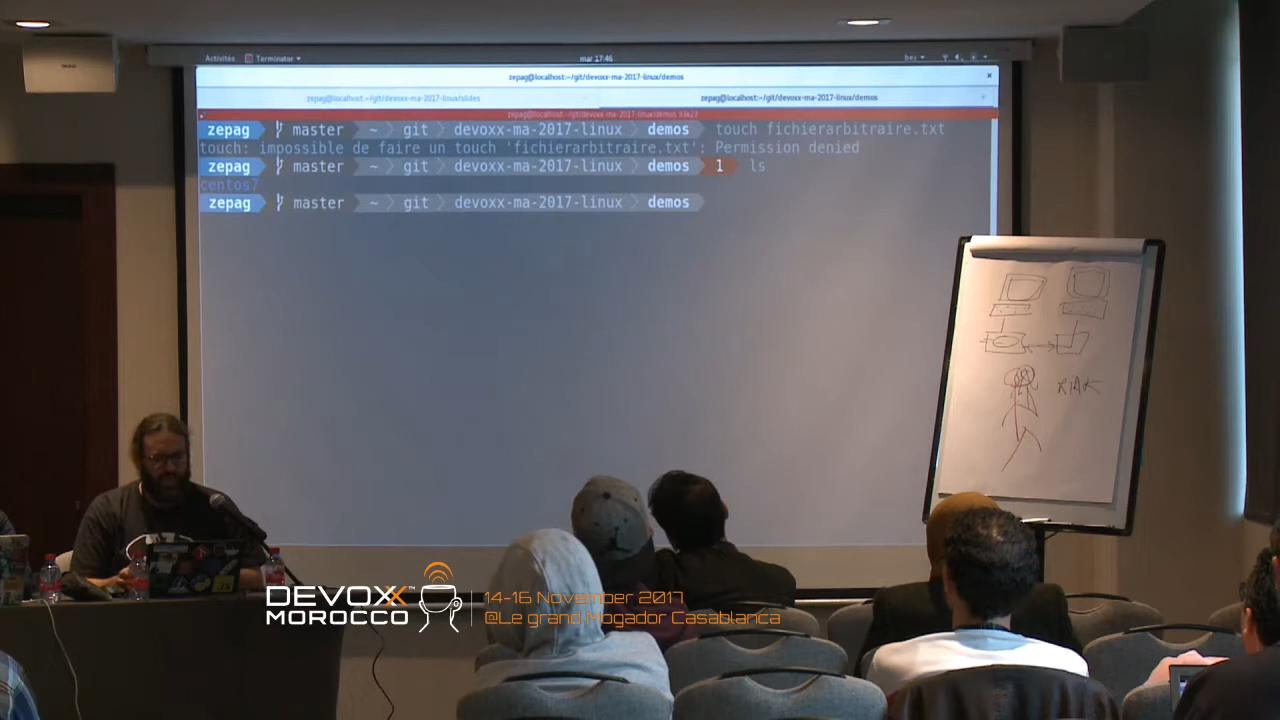 Activités Terminator mar 17:46
zepag@localhost:~/git/devoxx-ma-2017-linux/demos
zepag@localhost:~/git/devoxx-ma-2017-linux/slides zepag@localhost:~/git/devoxx-ma-2017-linux/demos
zepag master ~ git devoxx-ma-2017-linux demos touch fichierarbitraire.txt
touch: impossible de faire un touch 'fichierarbitraire.txt': Permission denied
zepag master ~ git devoxx-ma-2017-linux demos 1 ls
centos7
zepag master ~ git devoxx-ma-2017-linux demos
RIAK
DEVOXX™ MOROCCO
14-16 November 2017
@Le grand Mogador Casablanca